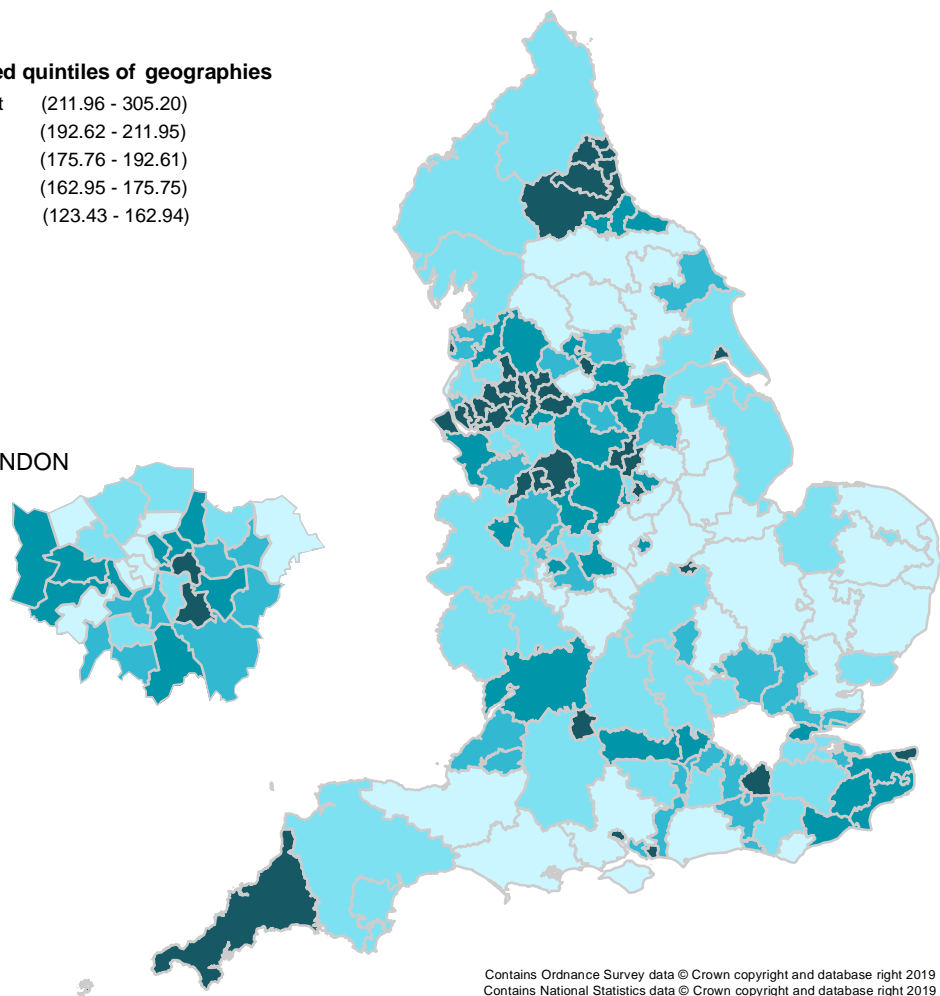 ed quintiles of geographies
t (211.96 - 305.20)
(192.62 - 211.95)
(175.76 - 192.61)
(162.95 - 175.75)
(123.43 - 162.94)
NDON
Contains Ordnance Survey data © Crown copyright and database right 2019
Contains National Statistics data © Crown copyright and database right 2019